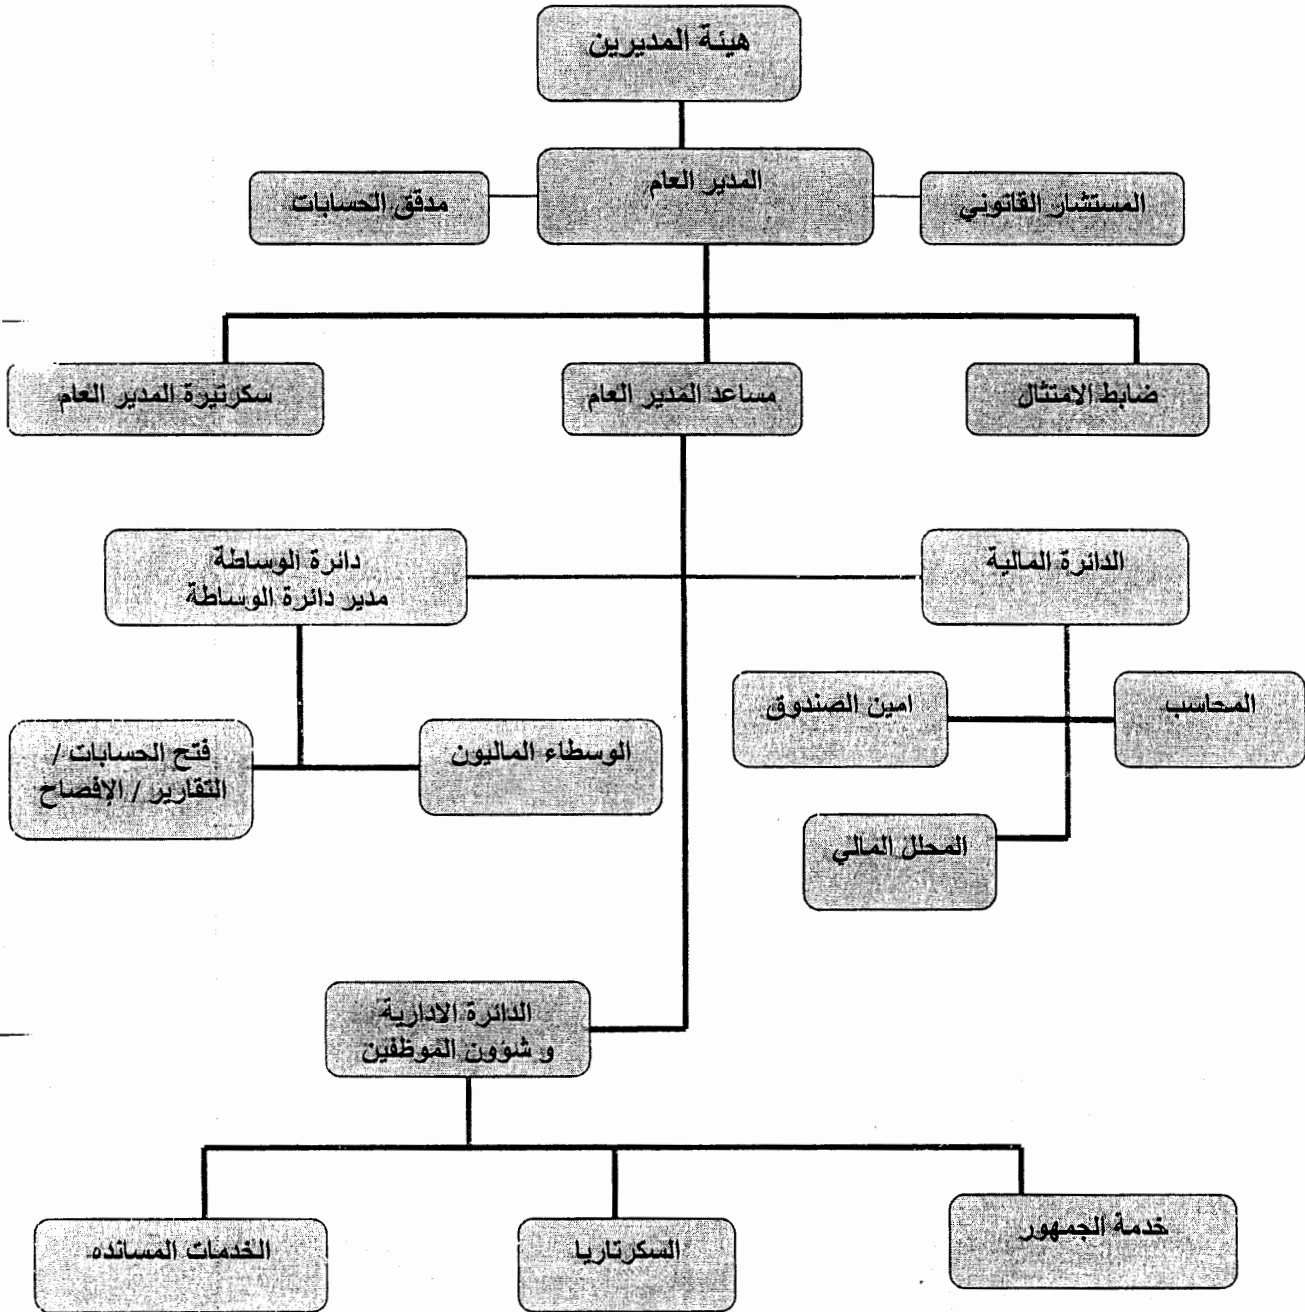 هيئة المديرين
المدير العام
المستشار القانوني
مدقق الحسابات
ضابط الامتثال
مساعد المدير العام
سكرتيرة المدير العام
الدائرة المالية
دائرة الوساطة
مدير دائرة الوساطة
المحاسب
امين الصندوق
الوسطاء الماليون
فتح الحسابات /
التقارير / الإفصاح
المحلل المالي
الدائرة الادارية
و شؤون الموظفين
خدمة الجمهور
السكرتاريا
الخدمات المسانده